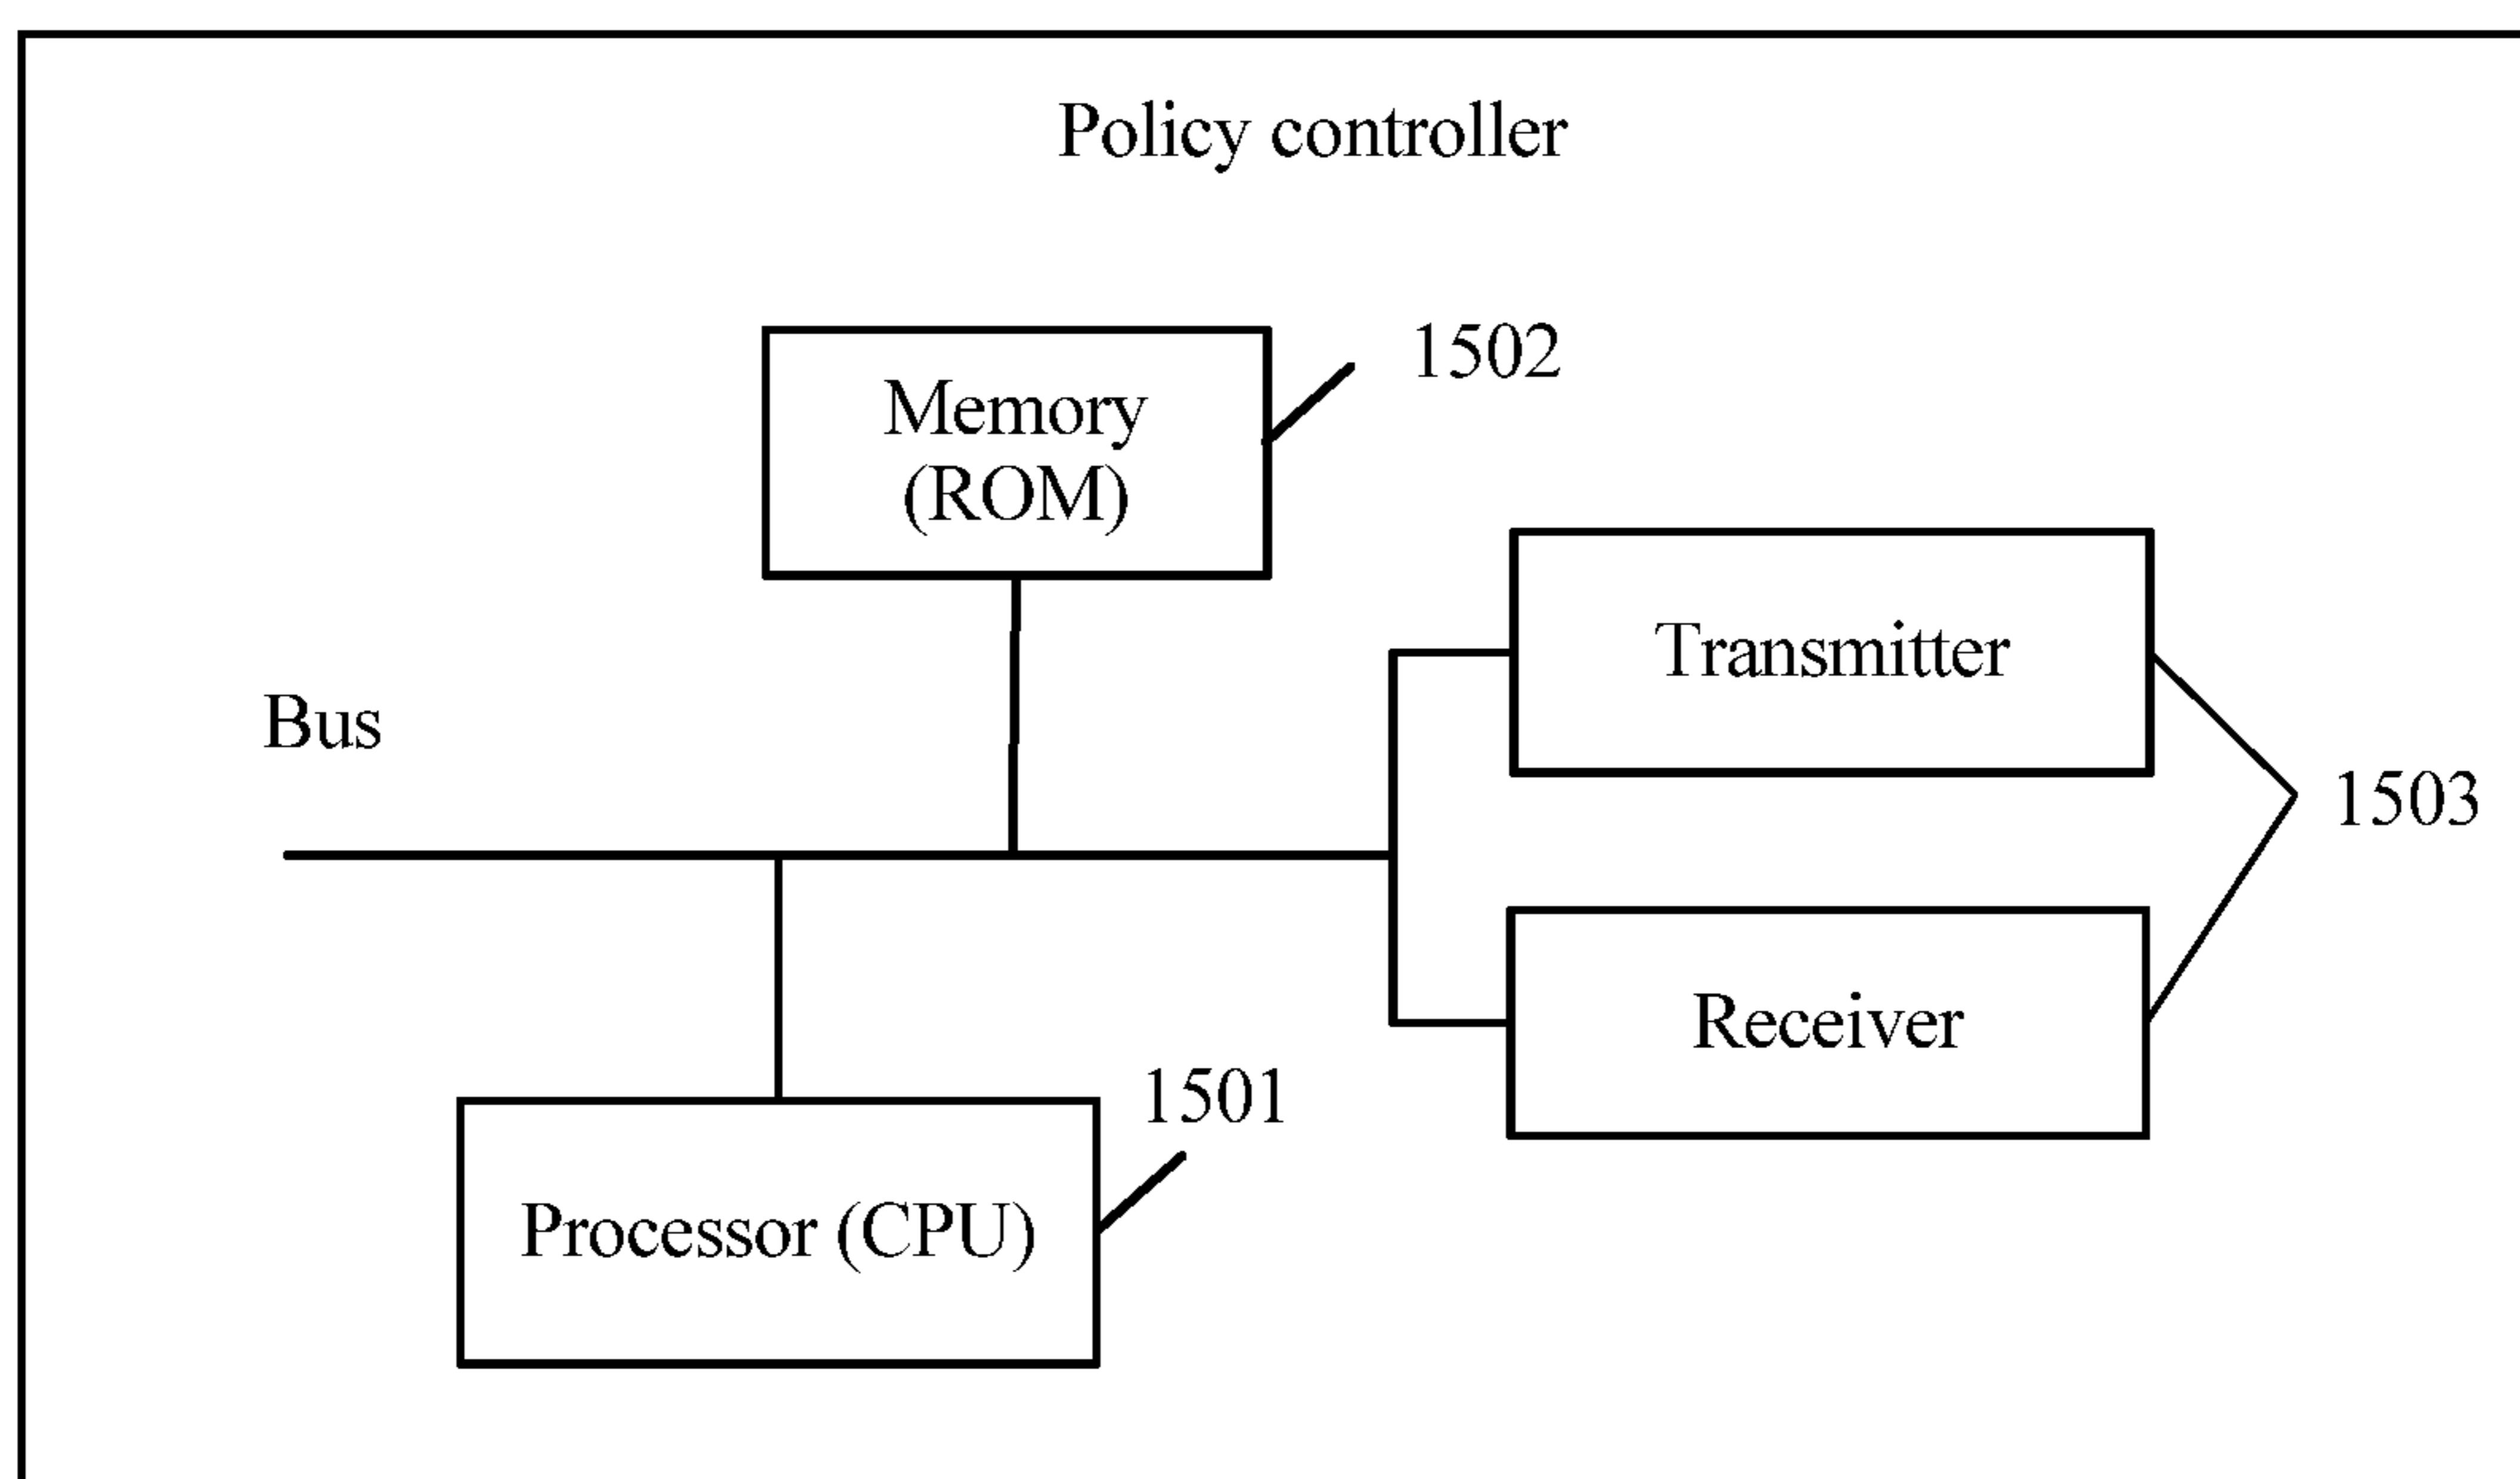 Policy controller
1502
Memory
(ROM)
Transmitter
Bus
1503
Receiver
1501
Processor (CPU)